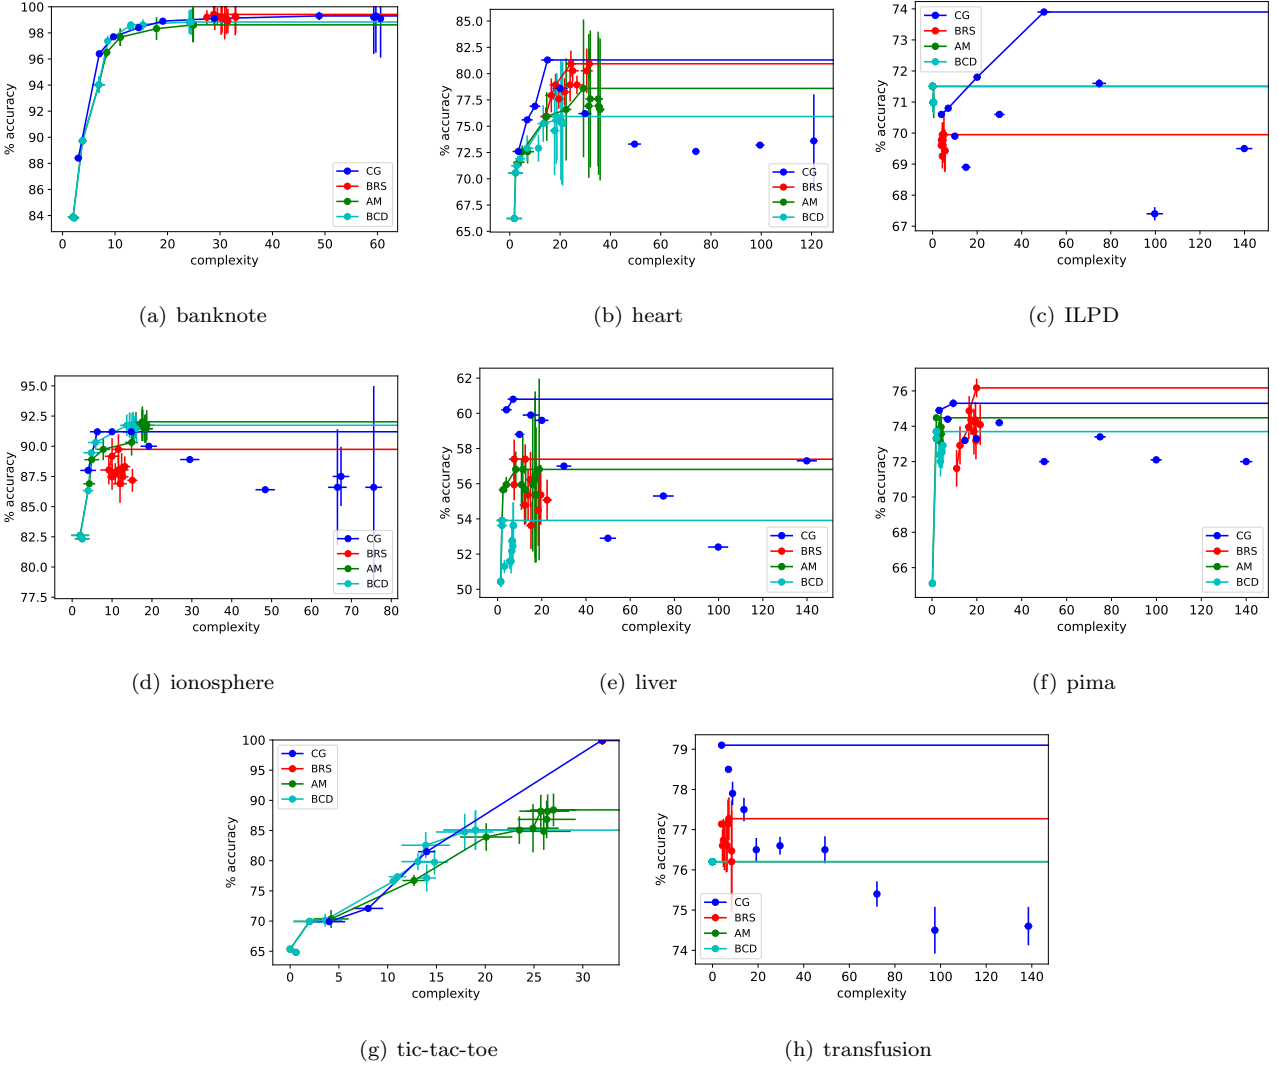 100
98
96
94
92
90
88
86
84
% accuracy
0 10 20 30 40 50 60
complexity
CG
BRS
AM
BCD
(a) banknote
85.0
82.5
80.0
77.5
75.0
72.5
70.0
67.5
65.0
% accuracy
0 20 40 60 80 100 120
complexity
CG
BRS
AM
BCD
(b) heart
74
73
72
71
70
69
68
67
% accuracy
0 20 40 60 80 100 120 140
complexity
CG
BRS
AM
BCD
(c) ILPD
95.0
92.5
90.0
87.5
85.0
82.5
80.0
77.5
% accuracy
0 10 20 30 40 50 60 70 80
complexity
CG
BRS
AM
BCD
(d) ionosphere
62
60
58
56
54
52
50
% accuracy
0 20 40 60 80 100 120 140
complexity
CG
BRS
AM
BCD
(e) liver
76
74
72
70
68
66
% accuracy
0 20 40 60 80 100 120 140
complexity
CG
BRS
AM
BCD
(f) pima
100
95
90
85
80
75
70
65
% accuracy
0 5 10 15 20 25 30
complexity
CG
BRS
AM
BCD
(g) tic-tac-toe
79
78
77
76
75
74
% accuracy
0 20 40 60 80 100 120 140
complexity
CG
BRS
AM
BCD
(h) transfusion